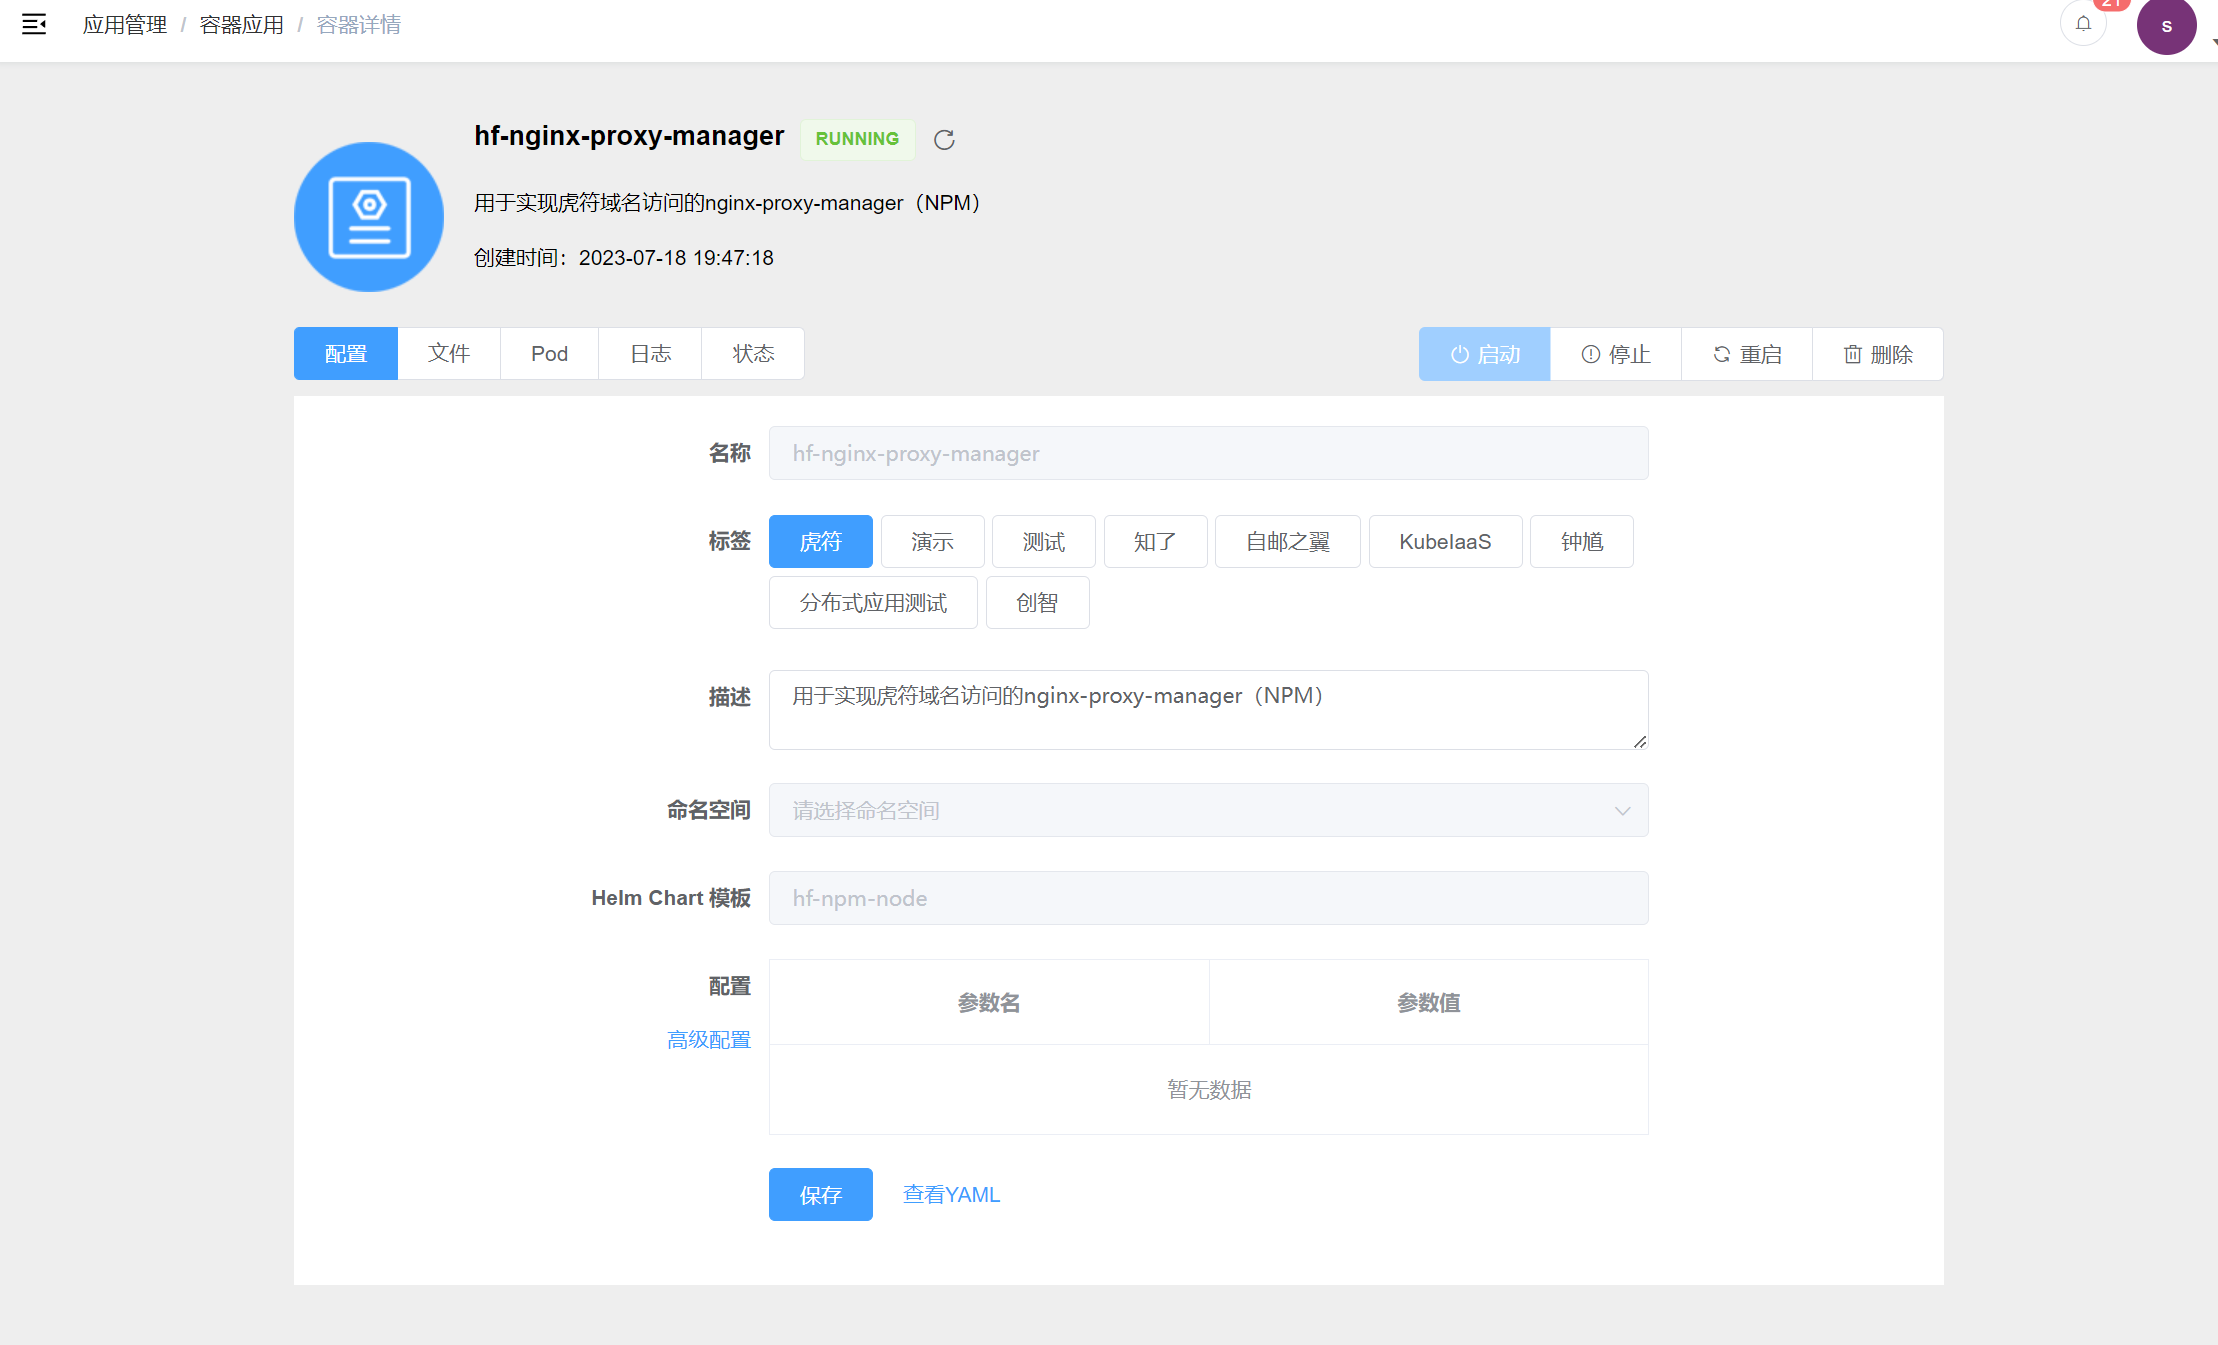 应用管理 / 容器应用 / 容器详情
21
s
hf-nginx-proxy-manager RUNNING
用于实现虎符域名访问的nginx-proxy-manager（NPM）
创建时间：2023-07-18 19:47:18
配置 文件 Pod 日志 状态
启动 停止 重启 删除
名称 hf-nginx-proxy-manager
标签 虎符 演示 测试 知了 自邮之翼 KubeIaaS 钟馗
分布式应用测试 创智
描述 用于实现虎符域名访问的nginx-proxy-manager（NPM）
命名空间 请选择命名空间
Helm Chart 模板 hf-npm-node
配置 参数名 参数值
高级配置
暂无数据
保存 查看YAML